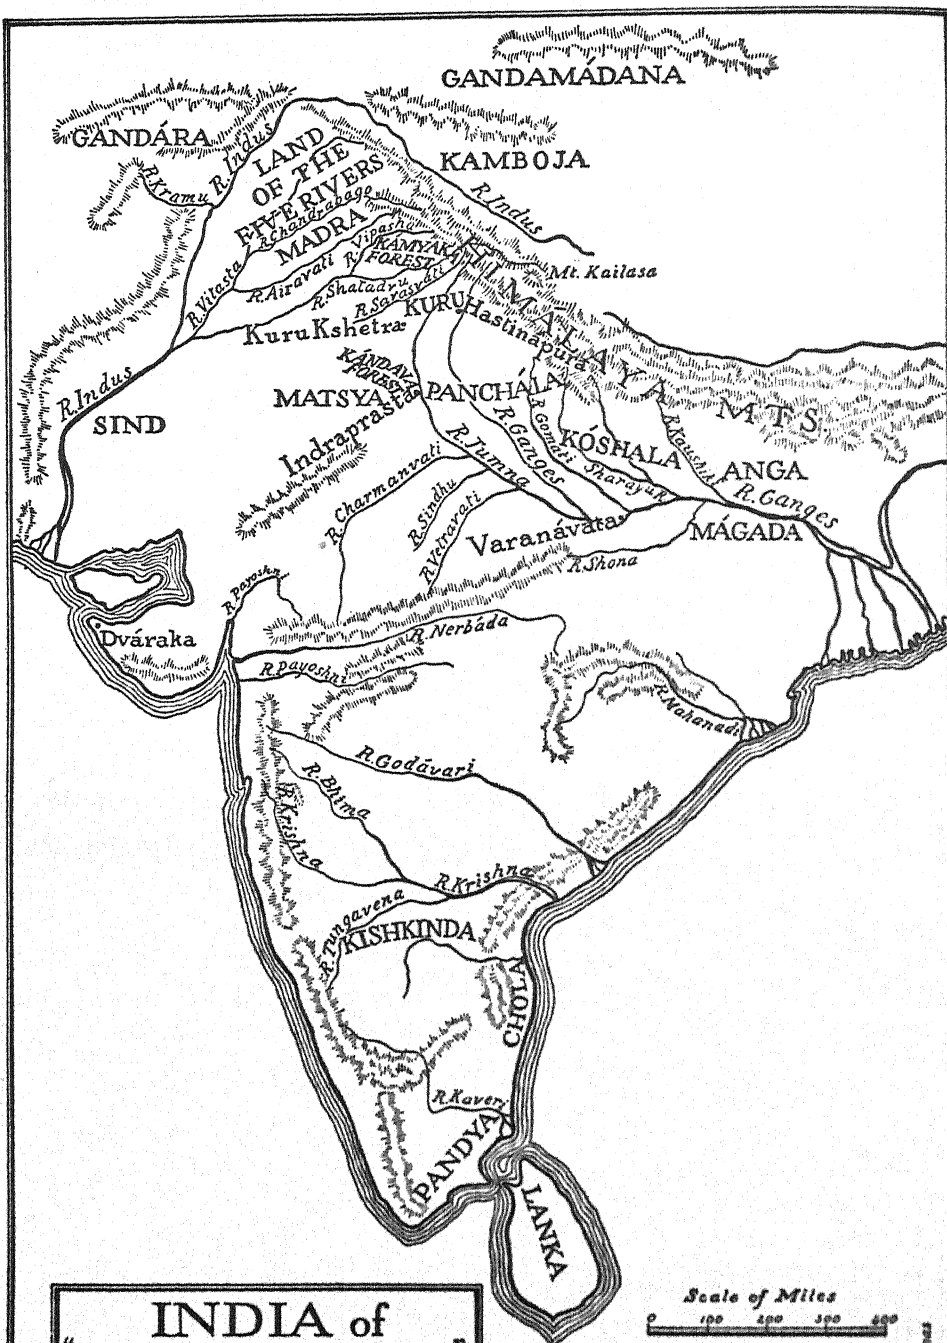 GANDAMÁDANA
GANDÁRA
KAMBOJA
R. Indus
LAND
OF THE
FIVE RIVERS
R. Kramu
R. Indus
R. Chandrabaga
MADRA
R. Vipasha
KÁMYAKA
FOREST
Mt. Kailasa
HIMALAYA MTS.
R. Vitasta
R. Airavati
R. Shatadru
R. Sarasvati
KURU
Hastinapura
Kuru Kshetra
KÁNDAVA
FOREST
R. Indus
MATSYA
PANCHÁLA
SIND
Indraprasta
R. Jumna
R. Ganges
R. Gomati
KÓSHALA
Sharayu R.
R. Kaushiki
ANGA
R. Ganges
R. Charmanvati
R. Sindhu
R. Vetravati
Varanávata
MÁGADA
R. Shona
R. Payoshni
Dváraka
R. Nerbáda
R. Payoshni
R. Nahanadi
R. Godávari
R. Bhima
R. Krishna
R. Krishna
R. Tungavena
KISHKINDA
CHOLA
R. Kaveri
PANDYA
LANKA
INDIA of
Scale of Miles
0 100 200 300 400